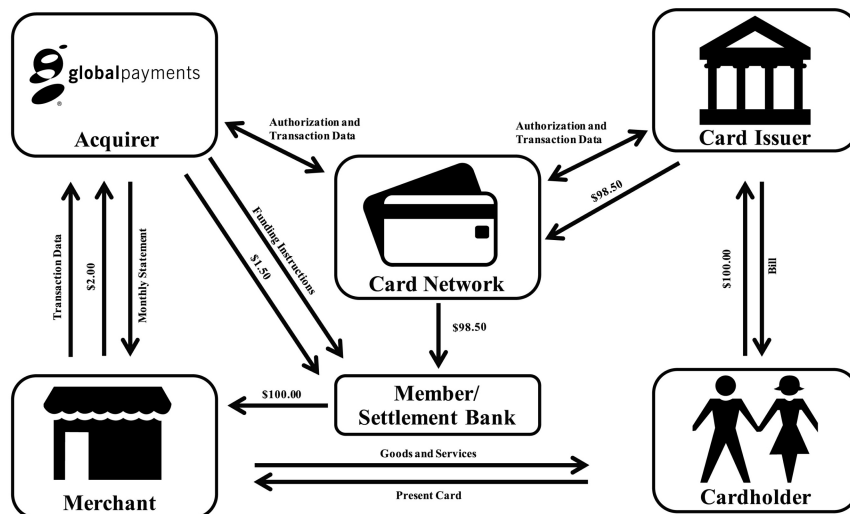 globalpayments
®
Acquirer
Card Issuer
Authorization and
Transaction Data
Authorization and
Transaction Data
$98.50
Card Network
Funding Instructions
$1.50
Transaction Data
$2.00
Monthly Statement
$100.00
Bill
$98.50
Member/
Settlement Bank
$100.00
Goods and Services
Present Card
Merchant
Cardholder